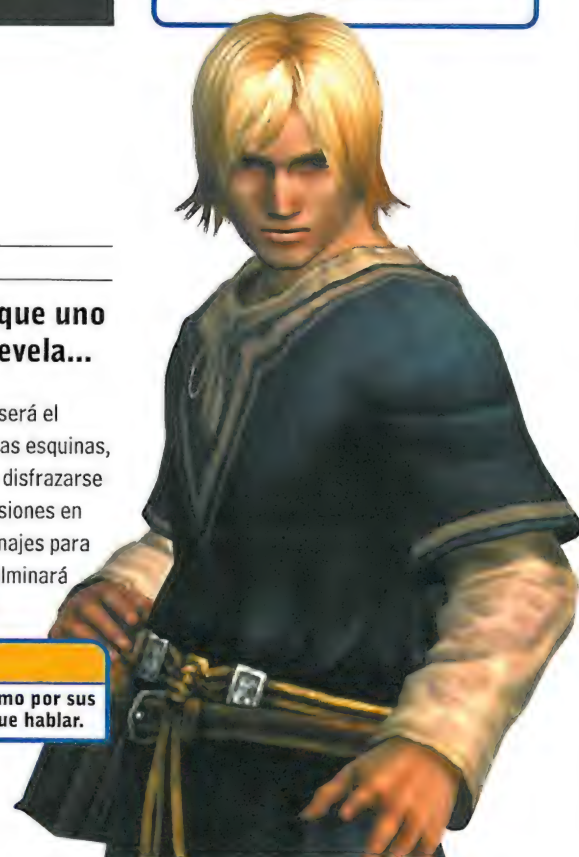 que uno
evela...
será el
as esquinas,
disfrazarse
siones en
najes para
lminará
mo por sus
ue hablar.